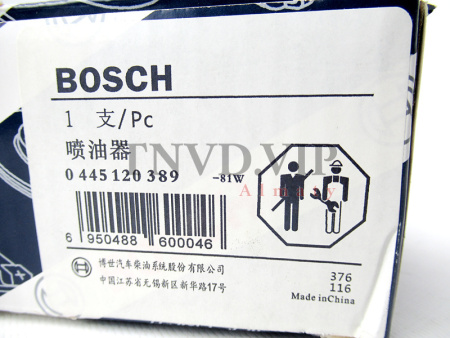 BOSCH
1 支/Pc
喷油器
TNVD.VIP
Almaty
0 445 120 389 -81W
6 950488 600046
博世汽车柴油系统股份有限公司
中国江苏省无锡新区新华路17号
376
116
Made in China